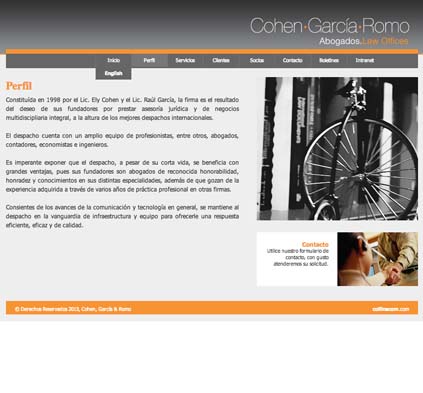 Cohen·García·Romo
Abogados.Law Offices
Inicio Perfil Servicios Clientes Socios Contacto Boletines Intranet
English
Perfil
Constituida en 1998 por el Lic. Ely Cohen y el Lic. Raúl García, la firma es el resultado
del deseo de sus fundadores por prestar asesoría jurídica y de negocios
multidisciplinaria integral, a la altura de los mejores despachos internacionales.
El despacho cuenta con un amplio equipo de profesionistas, entre otros, abogados,
contadores, economistas e ingenieros.
Es imperante exponer que el despacho, a pesar de su corta vida, se beneficia con
grandes ventajas, pues sus fundadores son abogados de reconocida honorabilidad,
honradez y conocimientos en sus distintas especialidades, además de que gozan de la
experiencia adquirida a través de varios años de práctica profesional en otras firmas.
Consientes de los avances de la comunicación y tecnología en general, se mantiene al
despacho en la vanguardia de infraestructura y equipo para ofrecerle una respuesta
eficiente, eficaz y de calidad.
Contacto
Utilice nuestro formulario de
contacto, con gusto
atenderemos su solicitud.
© Derechos Reservados 2013, Cohen, García & Romo